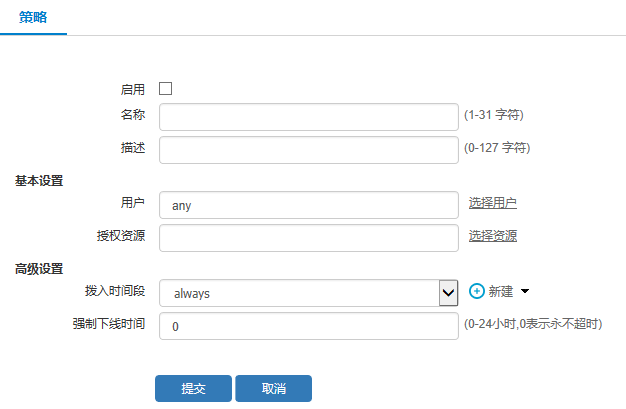 策略
启用
名称 (1-31 字符)
描述 (0-127 字符)
基本设置
用户 any 选择用户
授权资源 选择资源
高级设置
拨入时间段 always 新建
强制下线时间 0 (0-24小时,0表示永不超时)
提交 取消